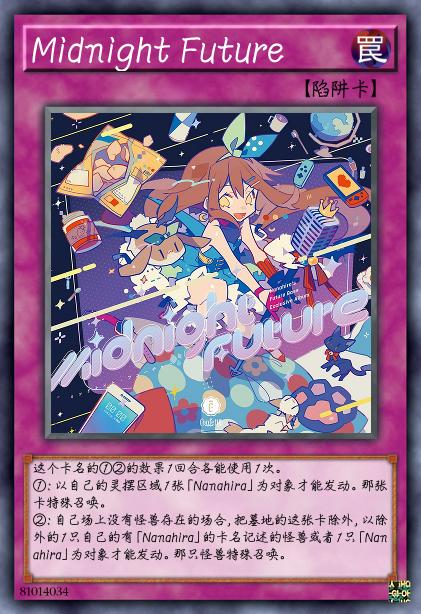 Midnight Future
罠
【陷阱卡】
Nanahira's
Future Bass
Exclusive Album
Midnight
Future
这个卡名的①②的效果1回合各能使用1次。
①：以自己的灵摆区域1张「Nanahira」为对象才能发动。那张
卡特殊召唤。
②：自己场上没有怪兽存在的场合，把墓地的这张卡除外，以除
外的1只自己的有「Nanahira」的卡名记述的怪兽或者1只「Nan
ahira」为对象才能发动。那只怪兽特殊召唤。
81014034